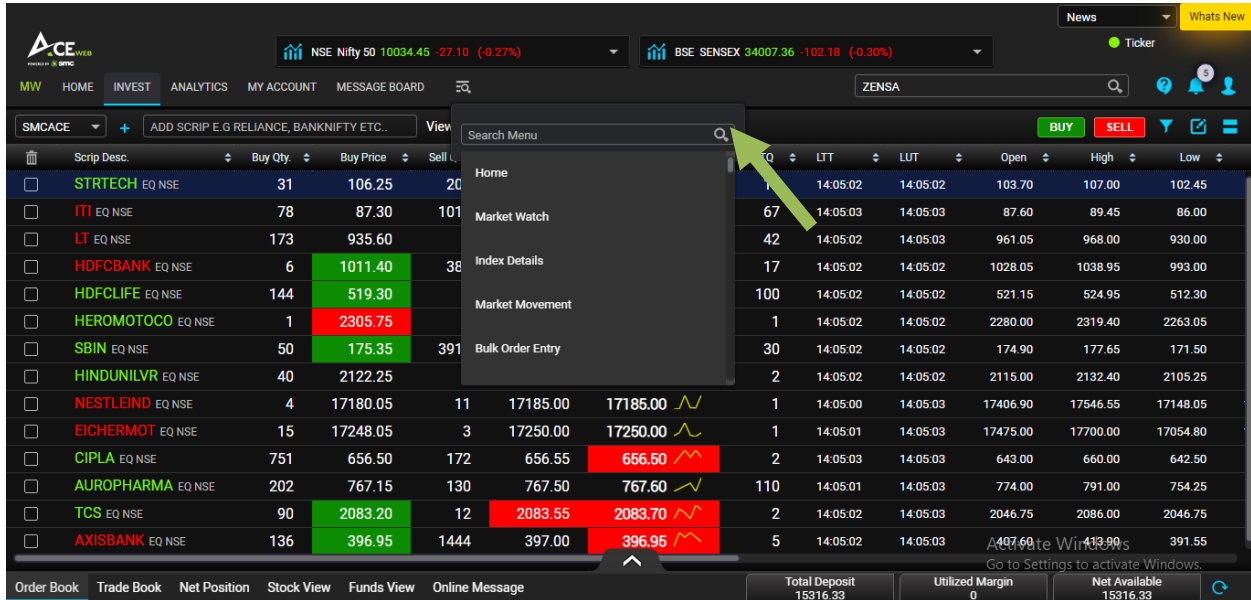 News Whats New
ACE WEB
POWERED BY smc
NSE Nifty 50 10034.45 -27.10 (-0.27%) BSE SENSEX 34007.36 -102.18 (-0.30%) Ticker
MW HOME INVEST ANALYTICS MY ACCOUNT MESSAGE BOARD ZENSA 5
SMCACE + ADD SCRIP E.G RELIANCE, BANKNIFTY ETC.. View BUY SELL
Search Menu
Home
Market Watch
Index Details
Market Movement
Bulk Order Entry
Scrip Desc. Buy Qty. Buy Price Sell LTT LUT Open High Low
STRTECH EQ NSE 31 106.25 20 14:05:02 14:05:02 103.70 107.00 102.45
ITI EQ NSE 78 87.30 101 67 14:05:03 14:05:03 87.60 89.45 86.00
LT EQ NSE 173 935.60 42 14:05:02 14:05:03 961.05 968.00 930.00
HDFCBANK EQ NSE 6 1011.40 38 17 14:05:02 14:05:02 1028.05 1038.95 993.00
HDFCLIFE EQ NSE 144 519.30 100 14:05:02 14:05:02 521.15 524.95 512.30
HEROMOTOCO EQ NSE 1 2305.75 1 14:05:02 14:05:02 2280.00 2319.40 2263.05
SBIN EQ NSE 50 175.35 391 30 14:05:02 14:05:02 174.90 177.65 171.50
HINDUNILVR EQ NSE 40 2122.25 2 14:05:02 14:05:02 2115.00 2132.40 2105.25
NESTLEIND EQ NSE 4 17180.05 11 17185.00 17185.00 1 14:05:00 14:05:03 17406.90 17546.55 17148.05
EICHERMOT EQ NSE 15 17248.05 3 17250.00 17250.00 1 14:05:01 14:05:03 17475.00 17700.00 17054.80
CIPLA EQ NSE 751 656.50 172 656.55 656.50 2 14:05:03 14:05:03 643.00 660.00 642.50
AUROPHARMA EQ NSE 202 767.15 130 767.50 767.60 110 14:05:01 14:05:03 774.00 791.00 754.25
TCS EQ NSE 90 2083.20 12 2083.55 2083.70 2 14:05:02 14:05:03 2046.75 2086.00 2046.75
AXISBANK EQ NSE 136 396.95 1444 397.00 396.95 5 14:05:02 14:05:03 407.60 413.90 391.55
Activate Windows
Go to Settings to activate Windows.
Order Book Trade Book Net Position Stock View Funds View Online Message Total Deposit Utilized Margin Net Available
15316.33 0 15316.33